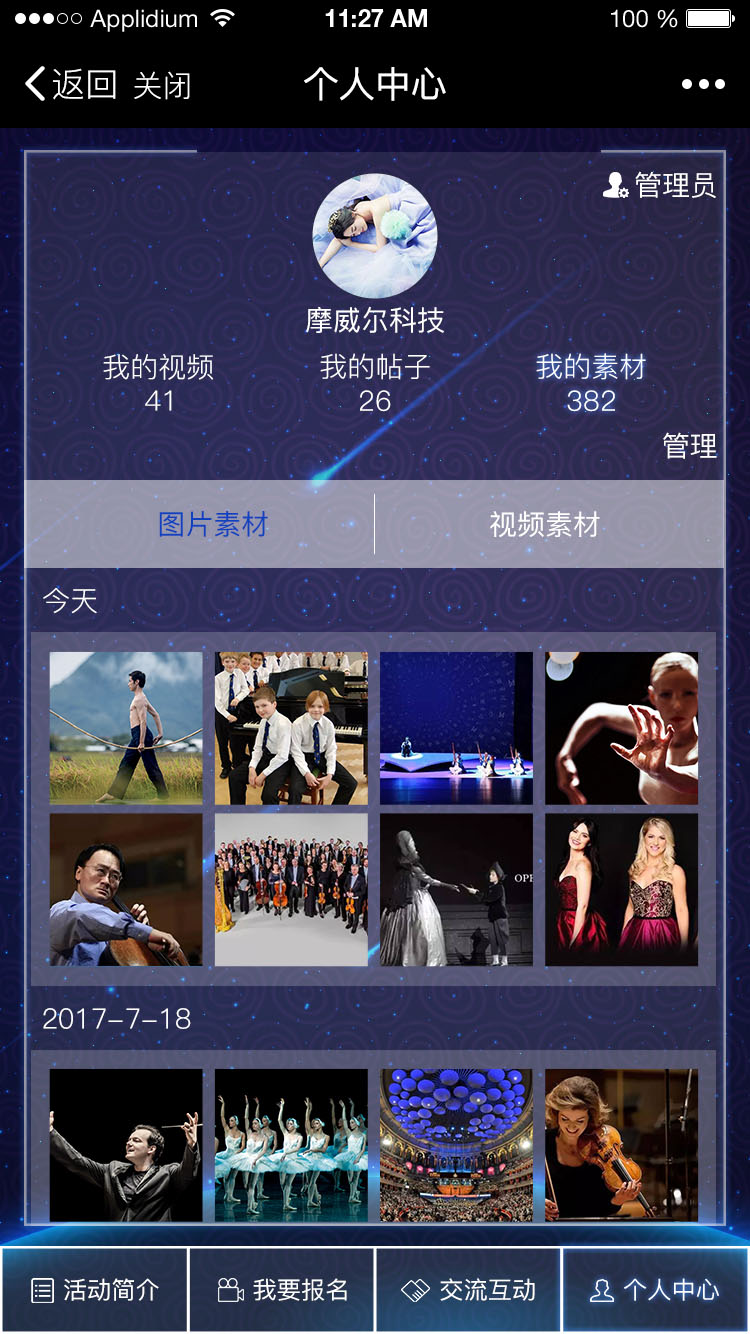 Applidium 11:27 AM 100 %
返回 关闭 个人中心
管理员
摩威尔科技
我的视频 我的帖子 我的素材
41 26 382
管理
图片素材 视频素材
今天
OPE
2017-7-18
活动简介 我要报名 交流互动 个人中心